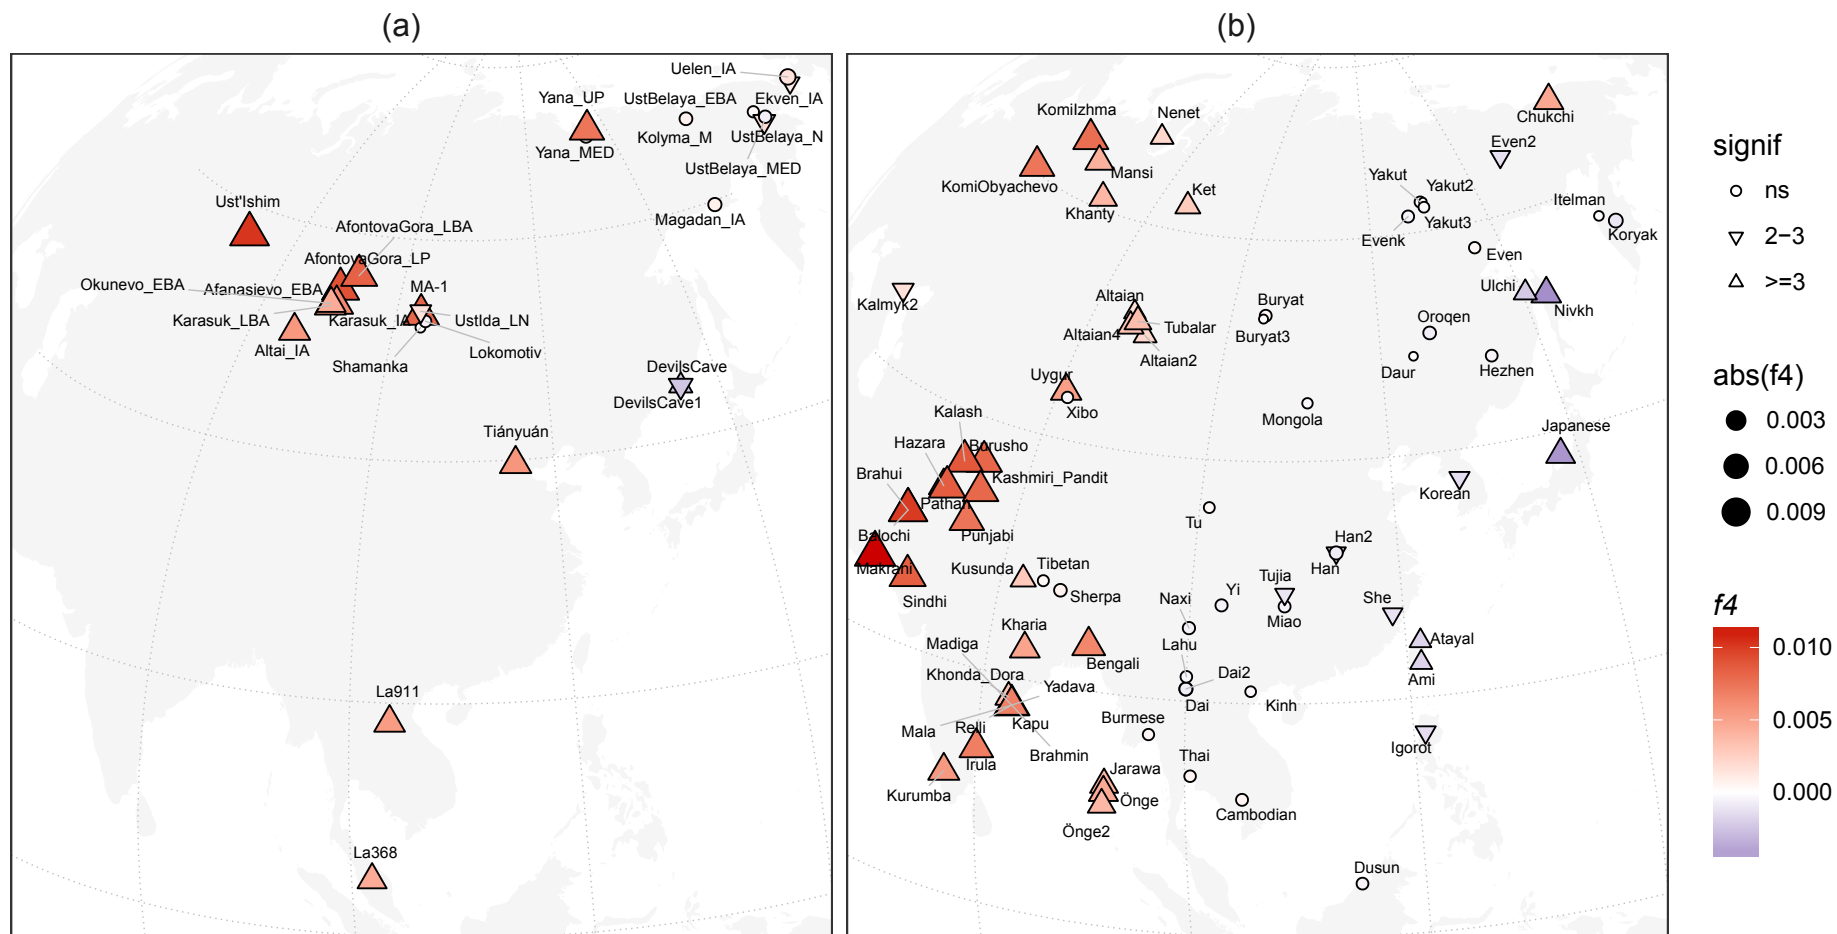 (a)
(b)
Uelen_IA
Yana_UP
UstBelaya_EBA
Ekven_IA
Kolyma_M
UstBelaya_N
Yana_MED
UstBelaya_MED
Ust'Ishim
Magadan_IA
AfontovaGora_LBA
AfontovaGora_LP
Okunevo_EBA
Afanasievo_EBA
MA-1
Karasuk_LBA
Karasuk_IA
UstIda_LN
Altai_IA
Shamanka
Lokomotiv
DevilsCave
DevilsCave1
Tiányuán
La911
La368
KomiIzhma
Nenet
Chukchi
Even2
KomiObyachevo
Mansi
Khanty
Ket
Yakut
Yakut2
Yakut3
Evenk
Itelman
Koryak
Even
Kalmyk2
Altaian
Tubalar
Altaian4
Altaian2
Buryat
Buryat3
Ulchi
Nivkh
Oroqen
Daur
Hezhen
Uygur
Xibo
Mongola
Kalash
Hazara
Burusho
Brahui
Kashmiri_Pandit
Pathan
Balochi
Punjabi
Makrani
Sindhi
Japanese
Korean
Tu
Han2
Han
Kusunda
Tibetan
Sherpa
Naxi
Yi
Tujia
Miao
She
Kharia
Madiga
Bengali
Lahu
Atayal
Ami
Khonda_Dora
Yadava
Dai2
Dai
Kinh
Mala
Relli
Kapu
Brahmin
Burmese
Igorot
Irula
Kurumba
Jarawa
Önge
Önge2
Thai
Cambodian
Dusun
signif
ns
2−3
>=3
abs(f4)
0.003
0.006
0.009
f4
0.010
0.005
0.000